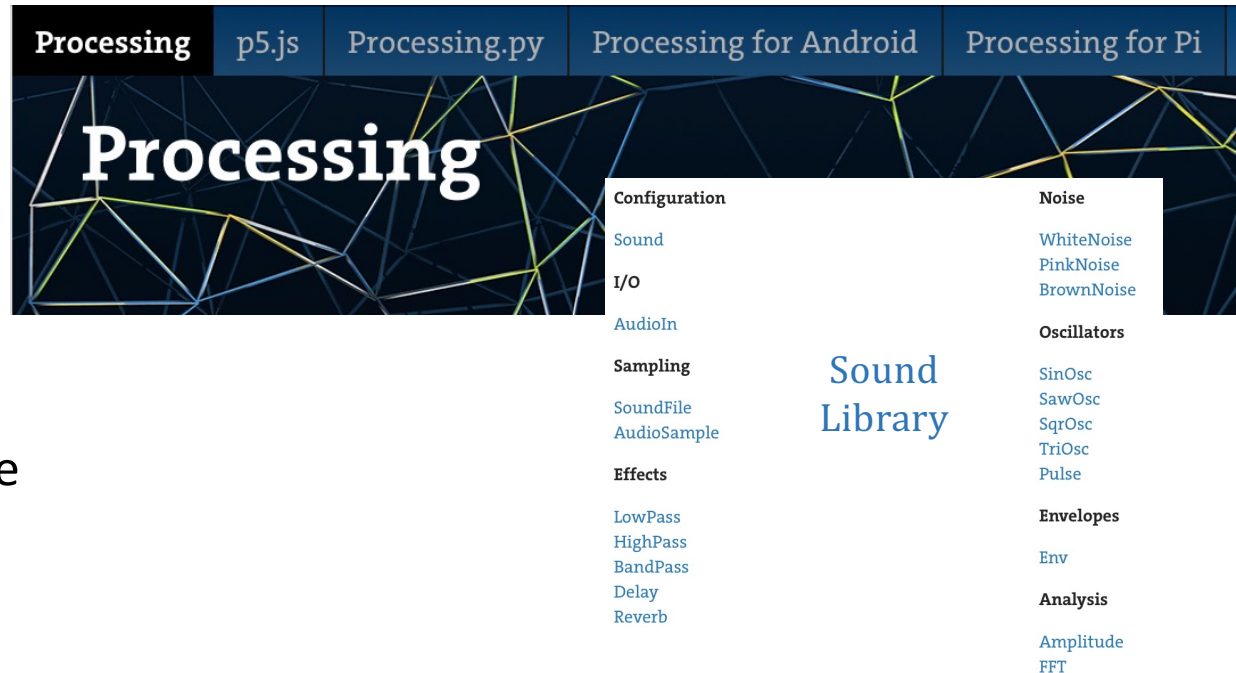 Processing p5.js Processing.py Processing for Android Processing for Pi
Processing
Configuration
Sound
I/O
AudioIn
Sampling
SoundFile
AudioSample
Effects
LowPass
HighPass
BandPass
Delay
Reverb
Sound
Library
Noise
WhiteNoise
PinkNoise
BrownNoise
Oscillators
SinOsc
SawOsc
SqrOsc
TriOsc
Pulse
Envelopes
Env
Analysis
Amplitude
FFT
e